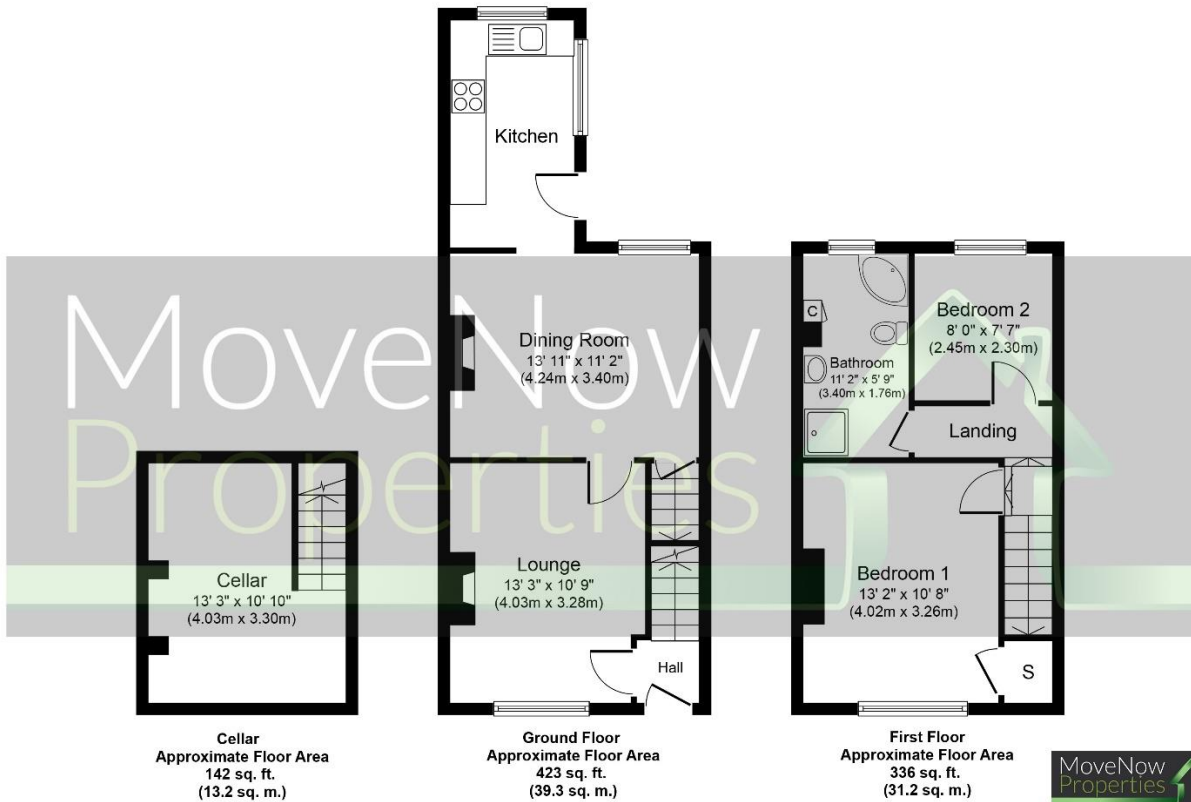 Kitchen
Dining Room
13' 11" x 11' 2"
(4.24m x 3.40m)
Lounge
13' 3" x 10' 9"
(4.03m x 3.28m)
Hall
Cellar
13' 3" x 10' 10"
(4.03m x 3.30m)
C
Bathroom
11' 2" x 5' 9"
(3.40m x 1.76m)
Bedroom 2
8' 0" x 7' 7"
(2.45m x 2.30m)
Landing
Bedroom 1
13' 2" x 10' 8"
(4.02m x 3.26m)
S
MoveNow
Properties
Cellar
Approximate Floor Area
142 sq. ft.
(13.2 sq. m.)
Ground Floor
Approximate Floor Area
423 sq. ft.
(39.3 sq. m.)
First Floor
Approximate Floor Area
336 sq. ft.
(31.2 sq. m.)
MoveNow
Properties